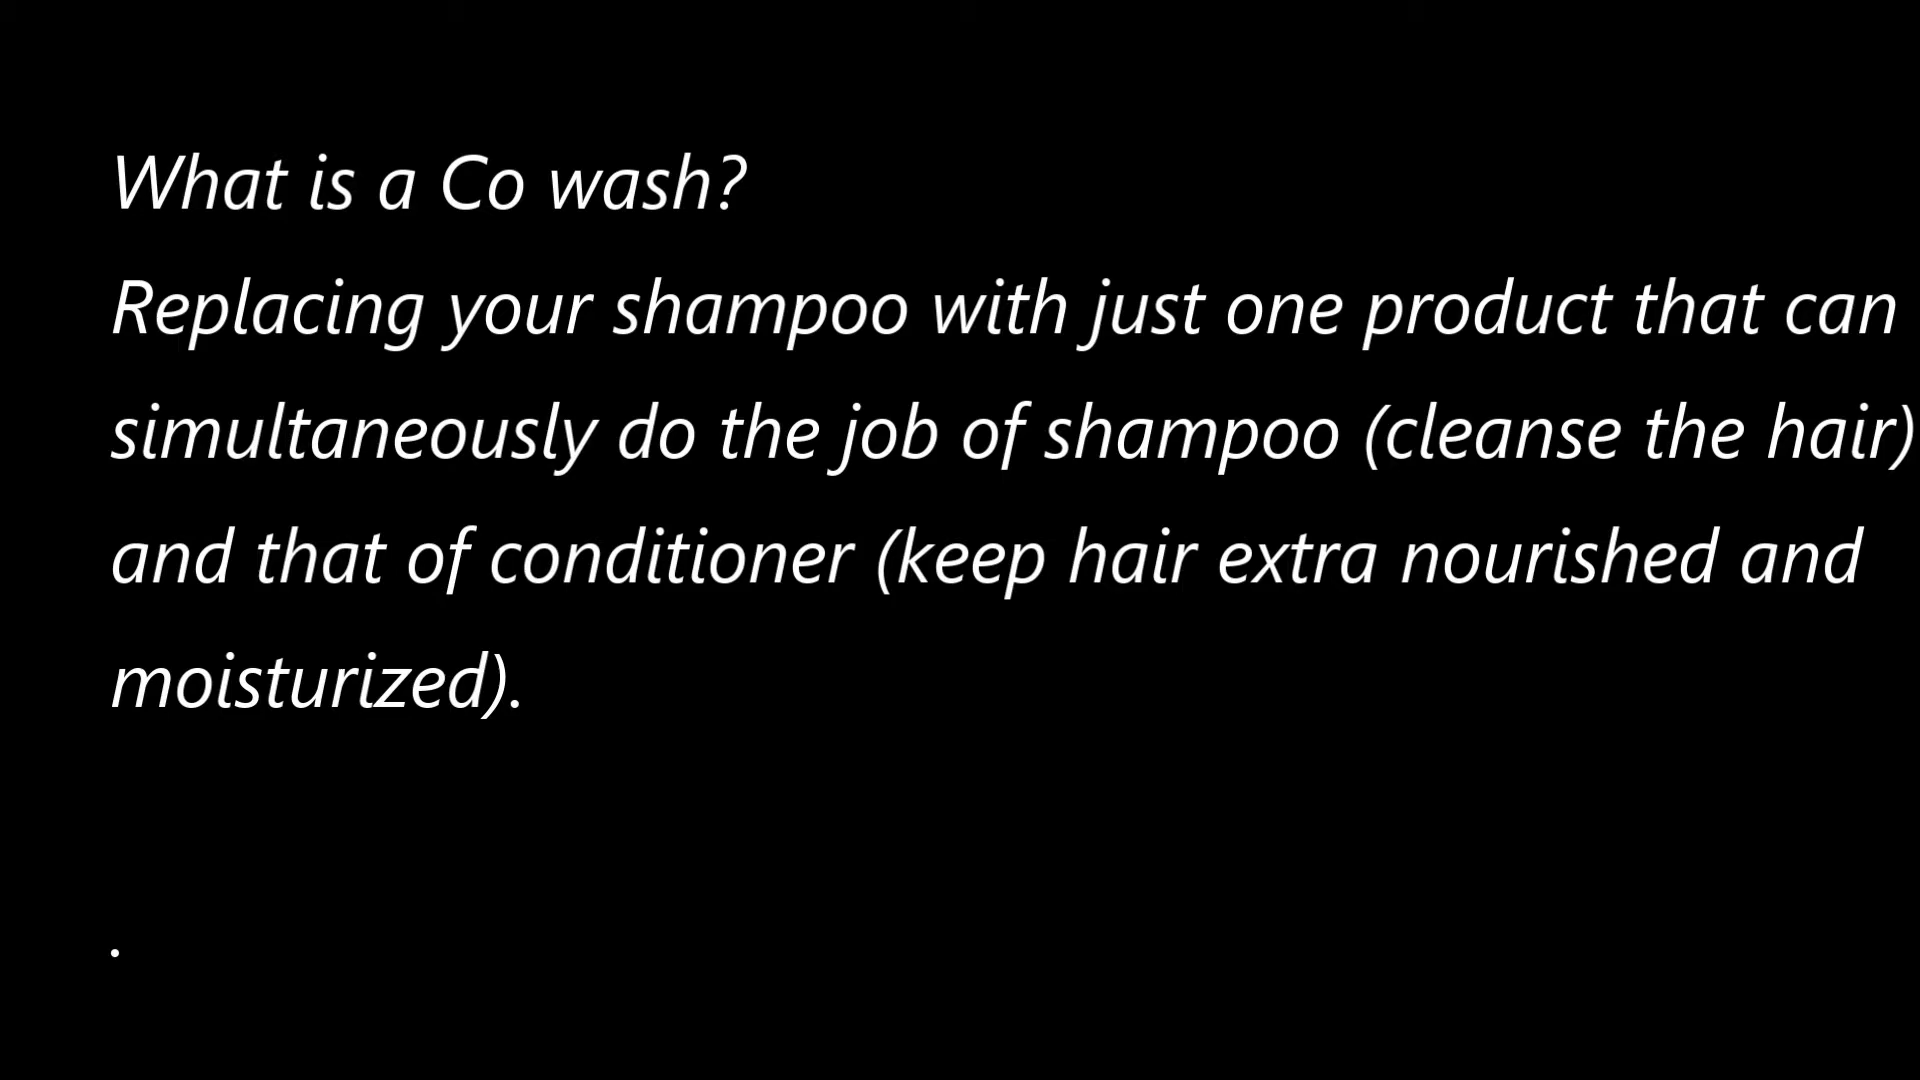 What is a Co wash?
Replacing your shampoo with just one product that can
simultaneously do the job of shampoo (cleanse the hair)
and that of conditioner (keep hair extra nourished and
moisturized).
.